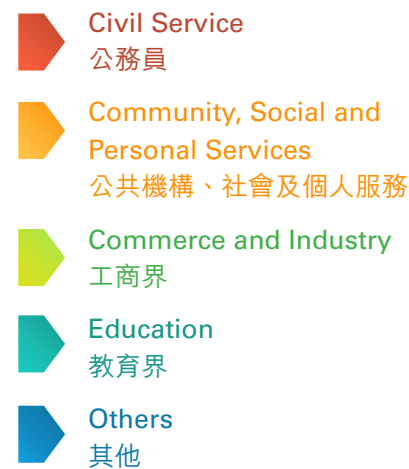 Civil Service
公務員
Community, Social and
Personal Services
公共機構、社會及個人服務
Commerce and Industry
工商界
Education
教育界
Others
其他